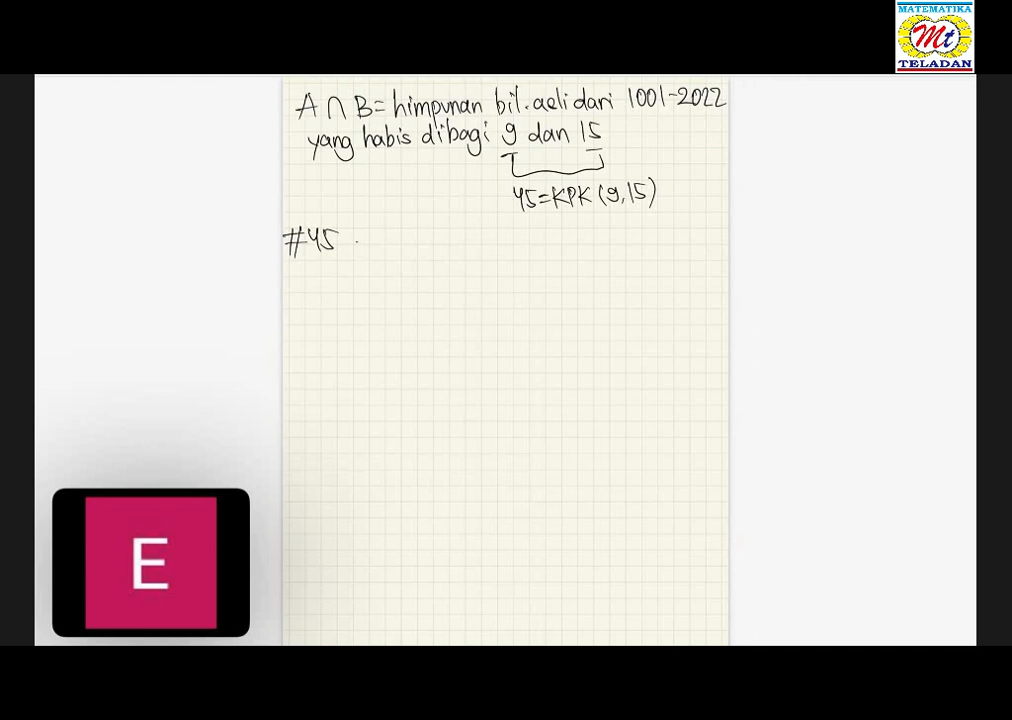 MATEMATIKA
Mt
TELADAN
A ∩ B = himpunan bil. aeli dari 1001-2022
yang habis dibagi 9 dan 15
45=KPK (9,15)
#45 .
E